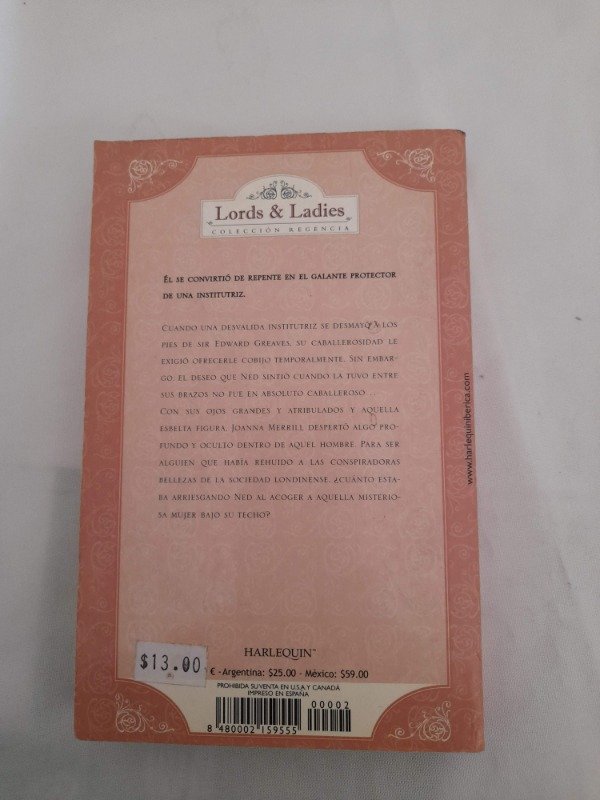 Lords & Ladies
COLECCIÓN REGENCIA
ÉL SE CONVIRTIÓ DE REPENTE EN EL GALANTE PROTECTOR
DE UNA INSTITUTRIZ.
CUANDO UNA DESVALIDA INSTITUTRIZ SE DESMAYÓ A LOS
PIES DE SIR EDWARD GREAVES, SU CABALLEROSIDAD LE
EXIGIÓ OFRECERLE COBIJO TEMPORALMENTE. SIN EMBAR-
GO, EL DESEO QUE NED SINTIÓ CUANDO LA TUVO ENTRE
SUS BRAZOS NO FUE EN ABSOLUTO CABALLEROSO...
CON SUS OJOS GRANDES Y ATRIBULADOS Y AQUELLA
ESBELTA FIGURA, JOANNA MERRILL DESPERTÓ ALGO PRO-
FUNDO Y OCULTO DENTRO DE AQUEL HOMBRE. PARA SER
ALGUIEN QUE HABÍA REHUIDO A LAS CONSPIRADORAS
BELLEZAS DE LA SOCIEDAD LONDINENSE, ¿CUÁNTO ESTA-
BA ARRIESGANDO NED AL ACOGER A AQUELLA MISTERIO-
SA MUJER BAJO SU TECHO?
www.harlequiniberica.com
HARLEQUIN™
$13.00
€ -Argentina: $25.00 - México: $59.00
PROHIBIDA SU VENTA EN U.S.A Y CANADÁ
IMPRESO EN ESPAÑA
00002
8 480002 159555